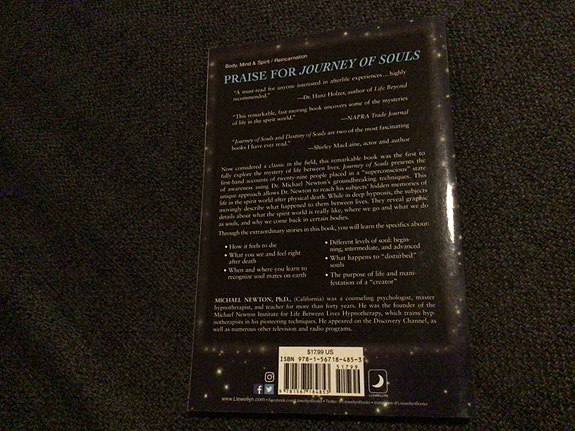 Body, Mind & Spirit / Reincarnation
PRAISE FOR JOURNEY OF SOULS
"A must-read for anyone interested in afterlife experiences . . . highly
recommended."
—Dr. Hans Holzer, author of Life Beyond
"This remarkable, fast-moving book uncovers some of the mysteries
of life in the spirit world."
—NAPRA Trade Journal
"Journey of Souls and Destiny of Souls are two of the most fascinating
books I have ever read."
—Shirley MacLaine, actor and author
Now considered a classic in the field, this remarkable book was the first to
fully explore the mystery of life between lives. Journey of Souls presents the
first-hand accounts of twenty-nine people placed in a "superconscious" state
of awareness using Dr. Michael Newton's groundbreaking techniques. This
unique approach allows Dr. Newton to reach his subjects' hidden memories of
life in the spirit world after physical death. While in deep hypnosis, the subjects
movingly describe what happened to them between lives. They reveal graphic
details about what the spirit world is really like, where we go and what we do
as souls, and why we come back in certain bodies.
Through the extraordinary stories in this book, you will learn the specifics about:
• How it feels to die
• What you see and feel right
after death
• When and where you learn to
recognize soul mates on earth
• Different levels of soul: begin-
ning, intermediate, and advanced
• What happens to "disturbed"
souls
• The purpose of life and mani-
festation of a "creator"
MICHAEL NEWTON, Ph.D., (California) was a counseling psychologist, master
hypnotherapist, and teacher for more than forty years. He was the founder of the
Michael Newton Institute for Life Between Lives Hypnotherapy, which trains hyp-
notherapists in his pioneering techniques. He appeared on the Discovery Channel, as
well as numerous other television and radio programs.
$17.99 US
ISBN 978-1-56718-485-3
51799
9 781567 184853
LLEWELLYN
www.Llewellyn.com • Facebook.com/LlewellynBooks • Twitter @LlewellynBooks • Instagram @LlewellynBooks